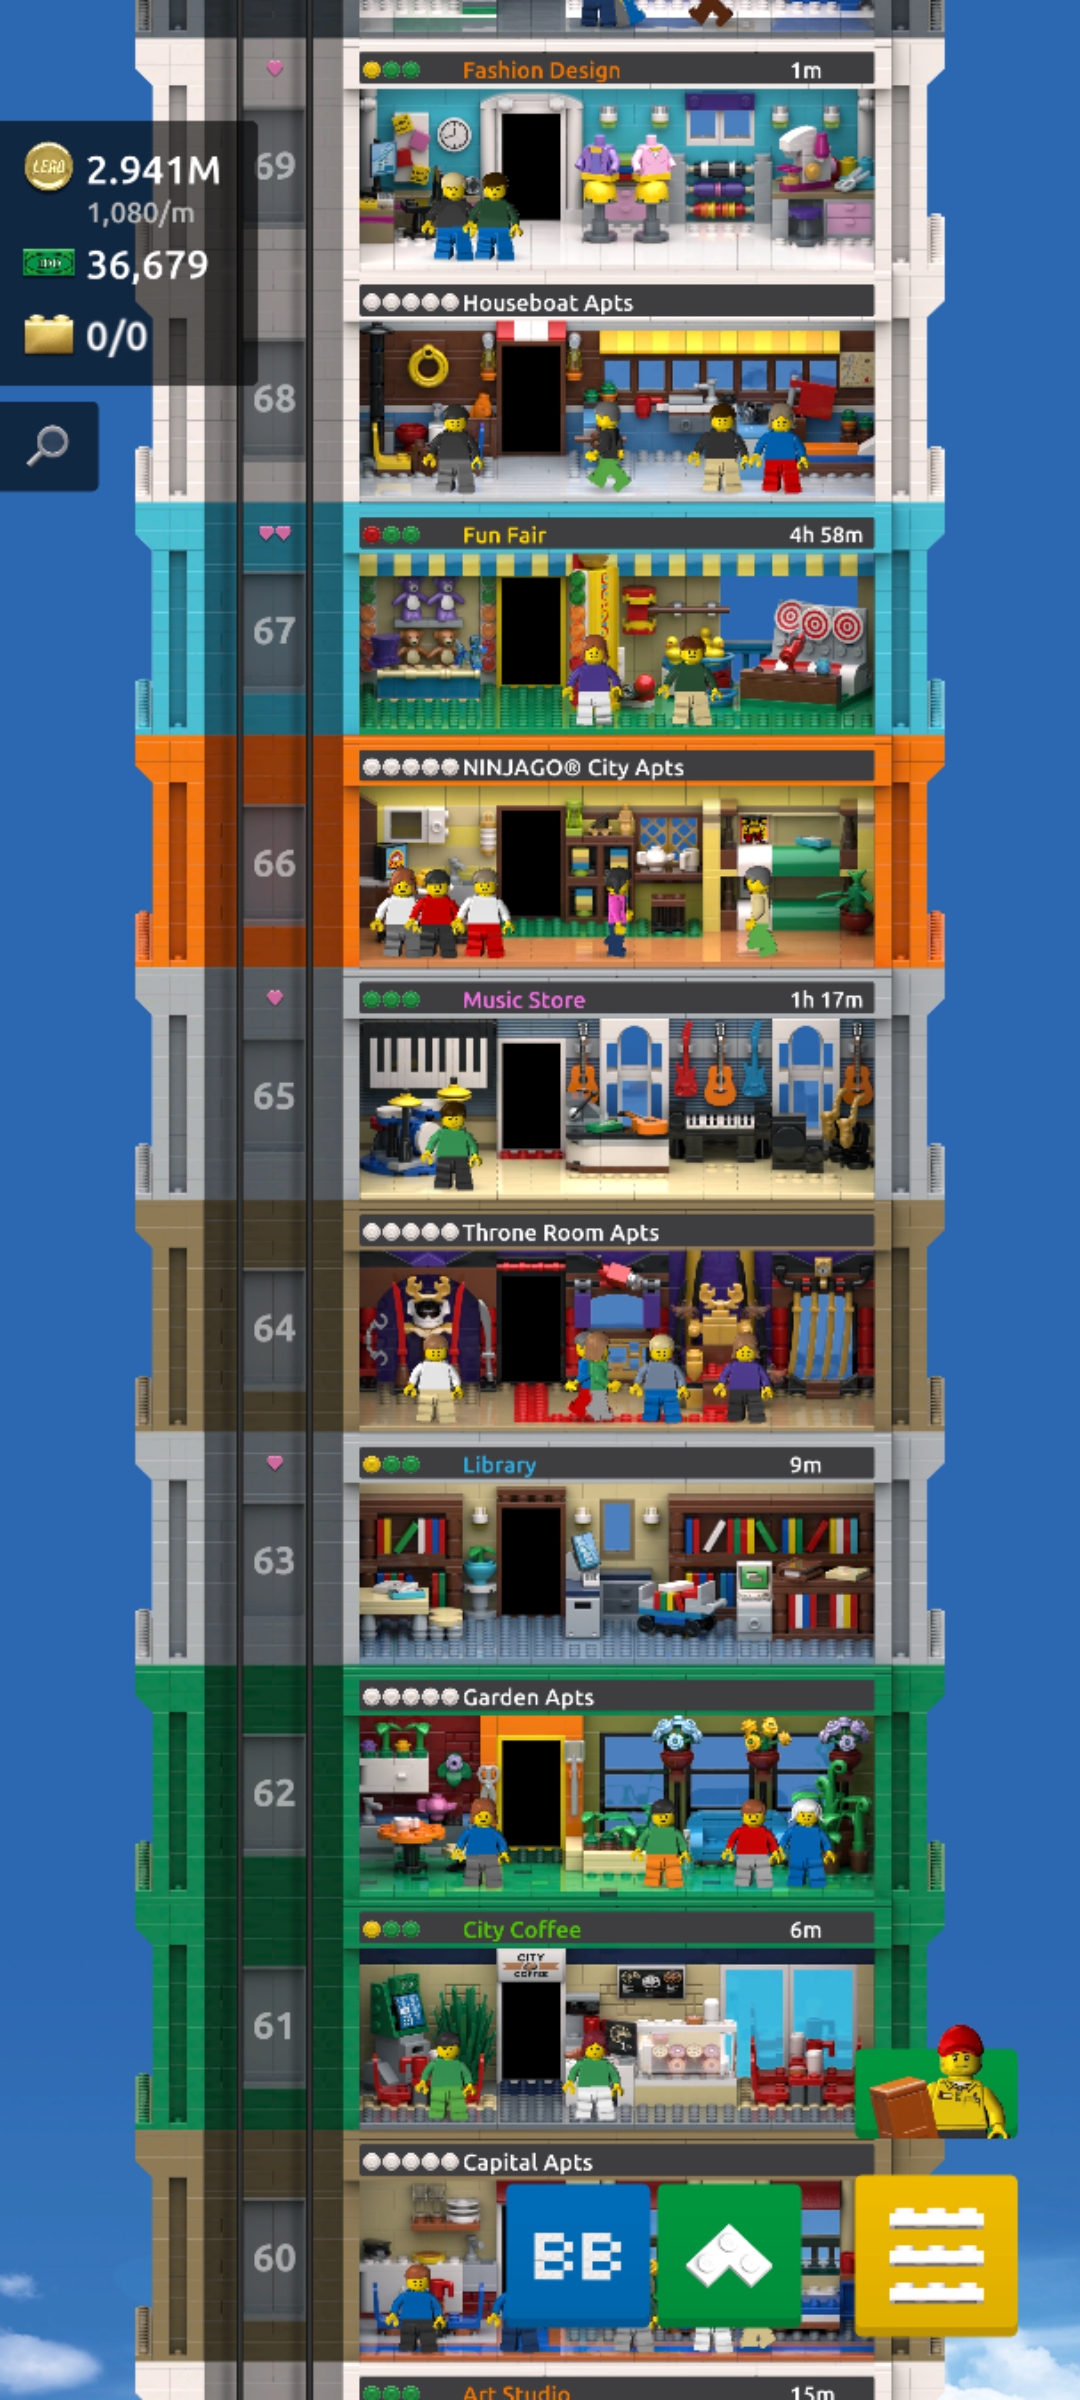 Fashion Design 1m
LEGO 2.941M
69
1,080/m
36,679
Houseboat Apts
0/0
68
Fun Fair 4h 58m
67
NINJAGO® City Apts
66
Music Store 1h 17m
65
Throne Room Apts
64
Library 9m
63
Garden Apts
62
City Coffee 6m
CITY
COFFEE
61
Capital Apts
60
BB
Art Studio 15m